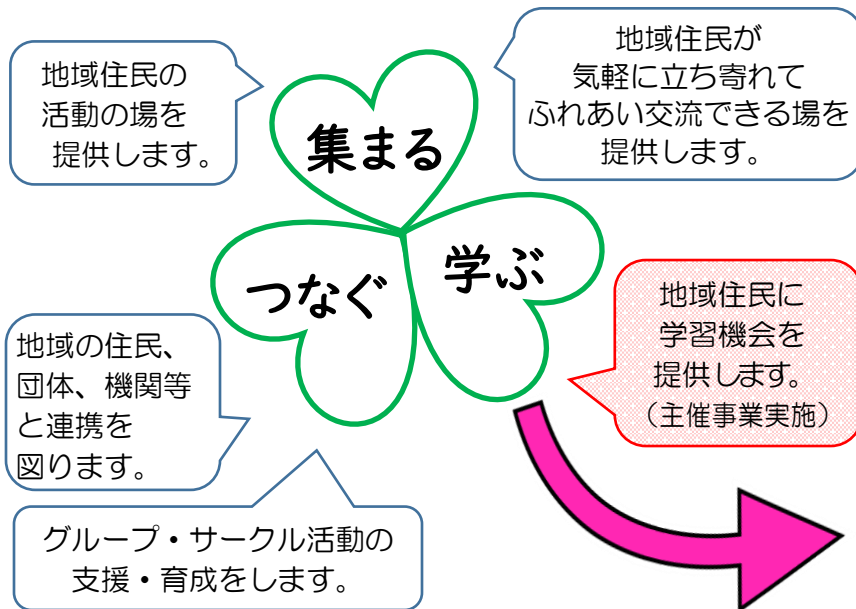 地域住民の
活動の場を
提供します。
地域住民が
気軽に立ち寄れて
ふれあい交流できる場を
提供します。
集まる
つなぐ
学ぶ
地域住民に
学習機会を
提供します。
（主催事業実施）
地域の住民、
団体、機関等
と連携を
図ります。
グループ・サークル活動の
支援・育成をします。